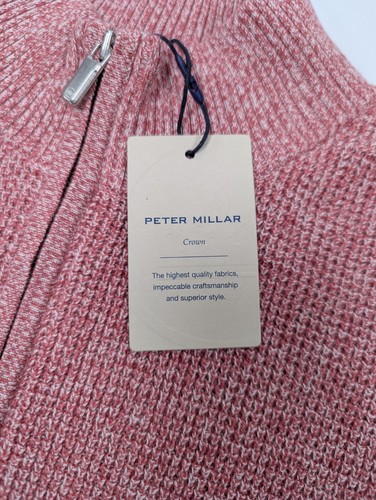 PETER MILLAR
Crown
The highest quality fabrics,
impeccable craftsmanship
and superior style.